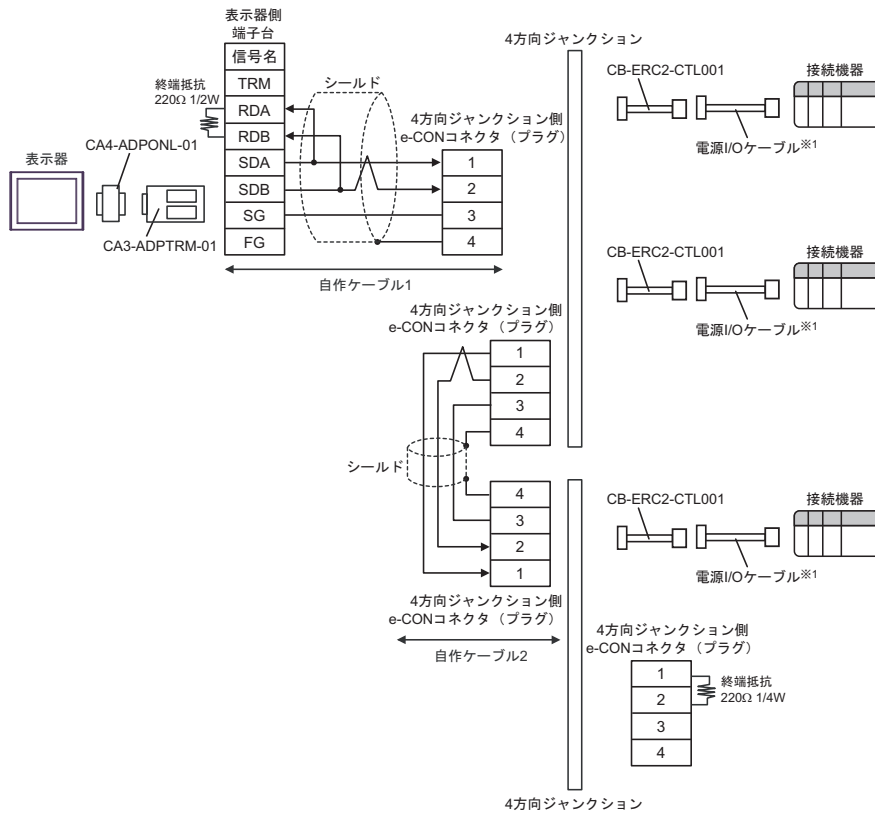 表示器側
端子台
信号名
TRM
RDA
RDB
SDA
SDB
SG
FG
終端抵抗
220Ω 1/2W
シールド
表示器
CA4-ADPONL-01
CA3-ADPTRM-01
4方向ジャンクション側
e-CONコネクタ（プラグ）
1
2
3
4
自作ケーブル1
4方向ジャンクション
CB-ERC2-CTL001
接続機器
電源I/Oケーブル※1
CB-ERC2-CTL001
接続機器
電源I/Oケーブル※1
4方向ジャンクション側
e-CONコネクタ（プラグ）
1
2
3
4
シールド
4
3
2
1
4方向ジャンクション側
e-CONコネクタ（プラグ）
自作ケーブル2
CB-ERC2-CTL001
接続機器
電源I/Oケーブル※1
4方向ジャンクション側
e-CONコネクタ（プラグ）
1
2
3
4
終端抵抗
220Ω 1/4W
4方向ジャンクション